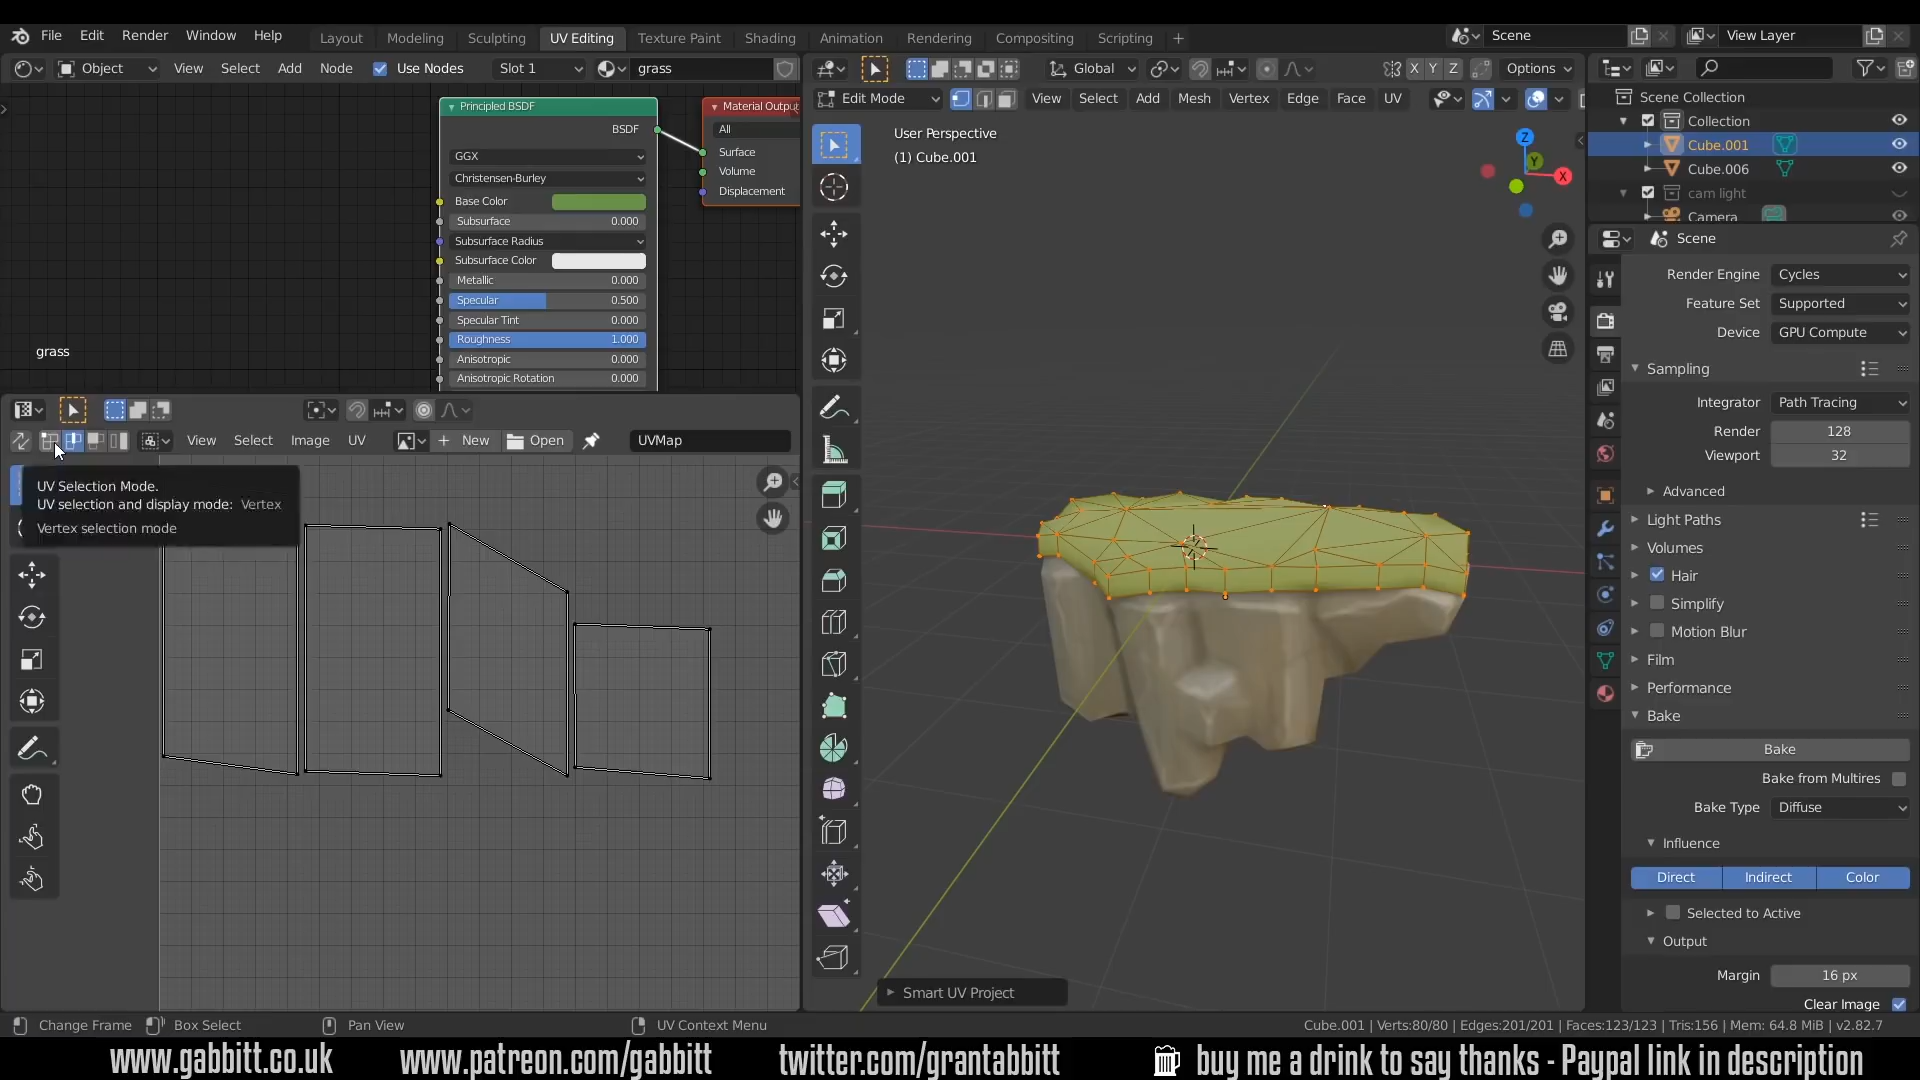 File Edit Render Window Help Layout Modeling Sculpting UV Editing Texture Paint Shading Animation Rendering Compositing Scripting + Scene View Layer
Object View Select Add Node Use Nodes Slot 1 grass
Global X Y Z Options
Edit Mode View Select Add Mesh Vertex Edge Face UV
Principled BSDF
BSDF
GGX
Christensen-Burley
Base Color
Subsurface 0.000
Subsurface Radius
Subsurface Color
Metallic 0.000
Specular 0.500
Specular Tint 0.000
Roughness 1.000
Anisotropic 0.000
Anisotropic Rotation 0.000
Material Output
All
Surface
Volume
Displacement
grass
View Select Image UV New Open UVMap
UV Selection Mode.
UV selection and display mode: Vertex
Vertex selection mode
User Perspective
(1) Cube.001
Z
Y
X
Smart UV Project
Scene Collection
Collection
Cube.001
Cube.006
cam light
Camera
Scene
Render Engine Cycles
Feature Set Supported
Device GPU Compute
Sampling
Integrator Path Tracing
Render 128
Viewport 32
Advanced
Light Paths
Volumes
Hair
Simplify
Motion Blur
Film
Performance
Bake
Bake
Bake from Multires
Bake Type Diffuse
Influence
Direct Indirect Color
Selected to Active
Output
Margin 16 px
Clear Image
Change Frame Box Select Pan View UV Context Menu Cube.001 | Verts:80/80 | Edges:201/201 | Faces:123/123 | Tris:156 | Mem: 64.8 MiB | v2.82.7
www.gabbitt.co.uk www.patreon.com/gabbitt twitter.com/grantabbitt buy me a drink to say thanks - Paypal link in description